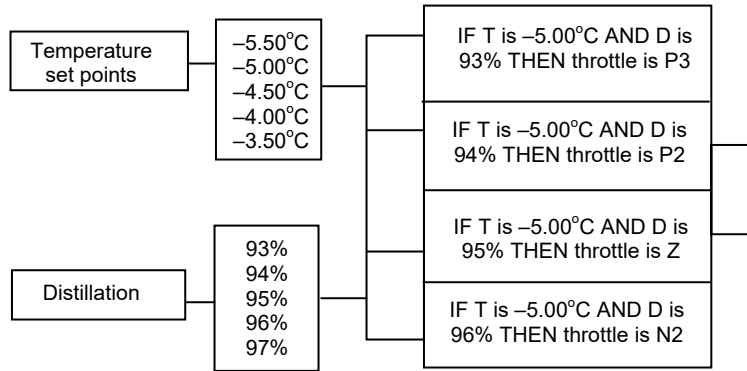 Temperature
set points
–5.50°C
–5.00°C
–4.50°C
–4.00°C
–3.50°C
Distillation
93%
94%
95%
96%
97%
IF T is –5.00°C AND D is
93% THEN throttle is P3
IF T is –5.00°C AND D is
94% THEN throttle is P2
IF T is –5.00°C AND D is
95% THEN throttle is Z
IF T is –5.00°C AND D is
96% THEN throttle is N2